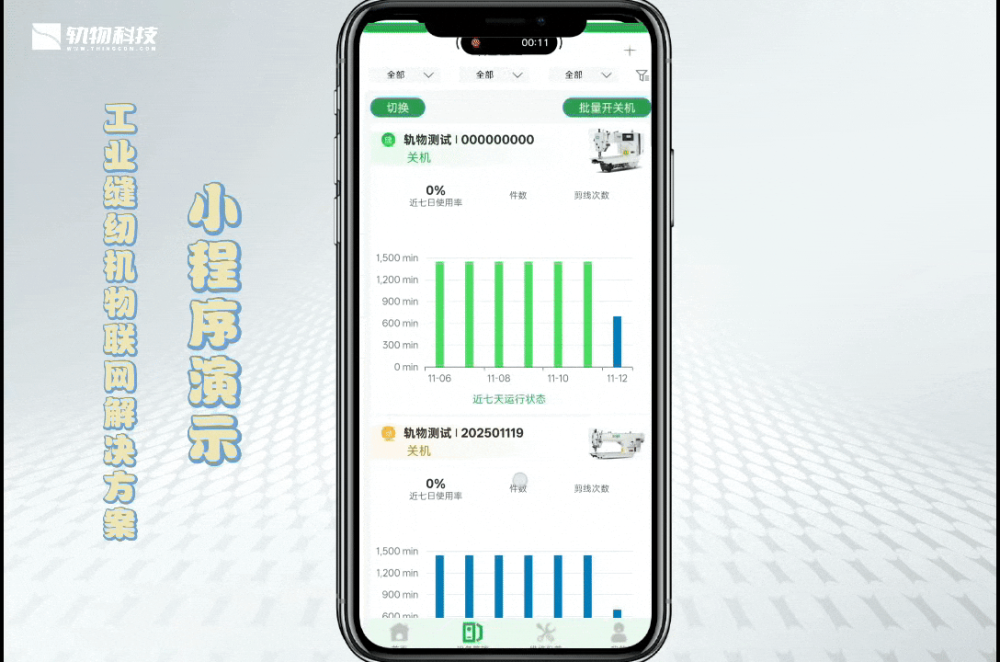 轨物科技
WWW.THINGCOM.COM
工业缝纫机物联网解决方案
小程序演示
00:11
全部
全部
全部
切换
批量开关机
轨物测试 | 000000000
关机
0%
近七日使用率
件数
剪线次数
1,500 min
1,200 min
900 min
600 min
300 min
0 min
11-06
11-08
11-10
11-12
近七天运行状态
轨物测试 | 202501119
关机
0%
近七日使用率
件数
剪线次数
1,500 min
1,200 min
900 min
600 min